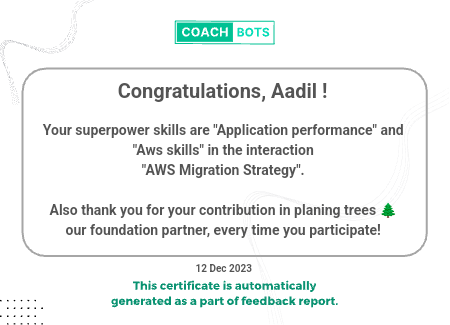 COACH BOTS
Congratulations, Aadil !
Your superpower skills are "Application performance" and
"Aws skills" in the interaction
"AWS Migration Strategy".
Also thank you for your contribution in planing trees 🌲
our foundation partner, every time you participate!
12 Dec 2023
This certificate is automatically
generated as a part of feedback report.